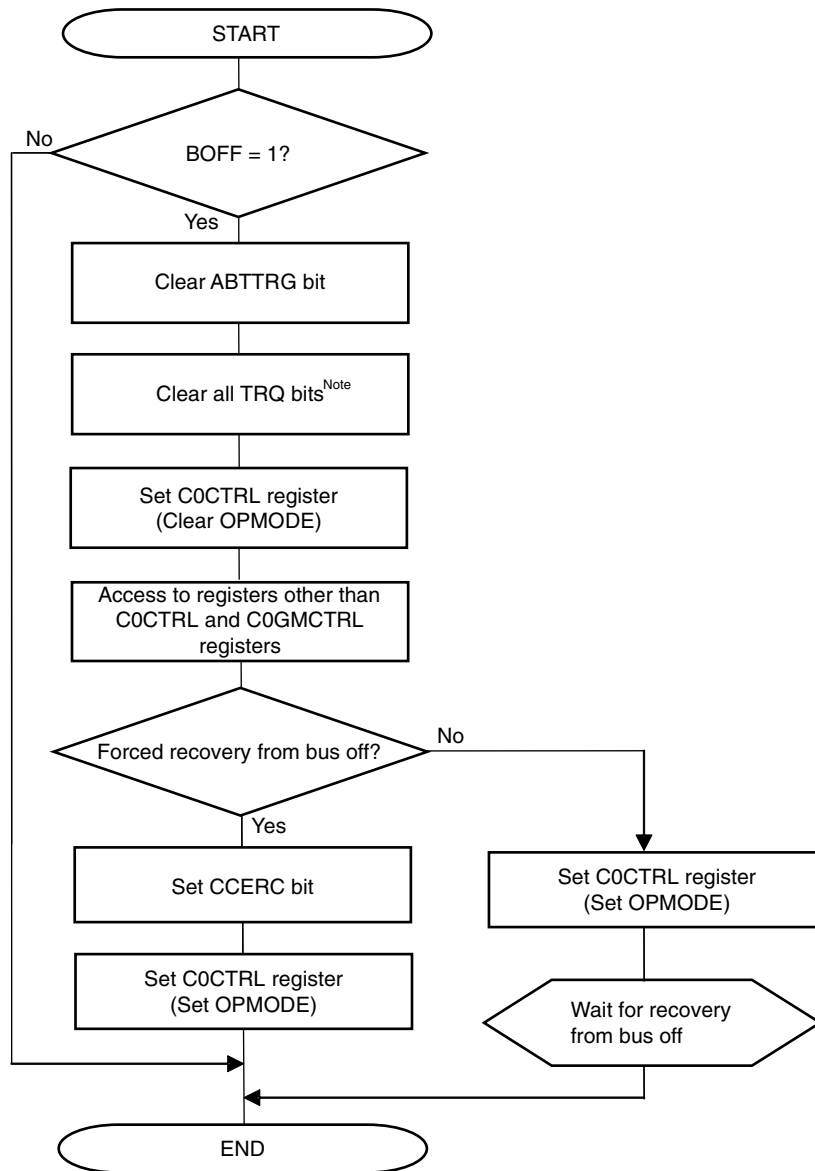 START
No
BOFF = 1?
Yes
Clear ABTTRG bit
Clear all TRQ bitsNote
Set C0CTRL register
(Clear OPMODE)
Access to registers other than
C0CTRL and C0GMCTRL
registers
Forced recovery from bus off?
No
Yes
Set CCERC bit
Set C0CTRL register
(Set OPMODE)
Set C0CTRL register
(Set OPMODE)
Wait for recovery
from bus off
END